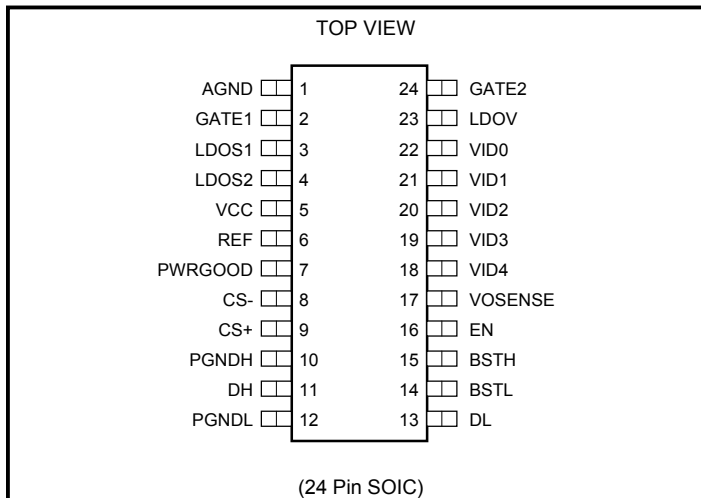 TOP VIEW
AGND 1 24 GATE2
GATE1 2 23 LDOV
LDOS1 3 22 VID0
LDOS2 4 21 VID1
VCC 5 20 VID2
REF 6 19 VID3
PWRGOOD 7 18 VID4
CS- 8 17 VOSENSE
CS+ 9 16 EN
PGNDH 10 15 BSTH
DH 11 14 BSTL
PGNDL 12 13 DL
(24 Pin SOIC)